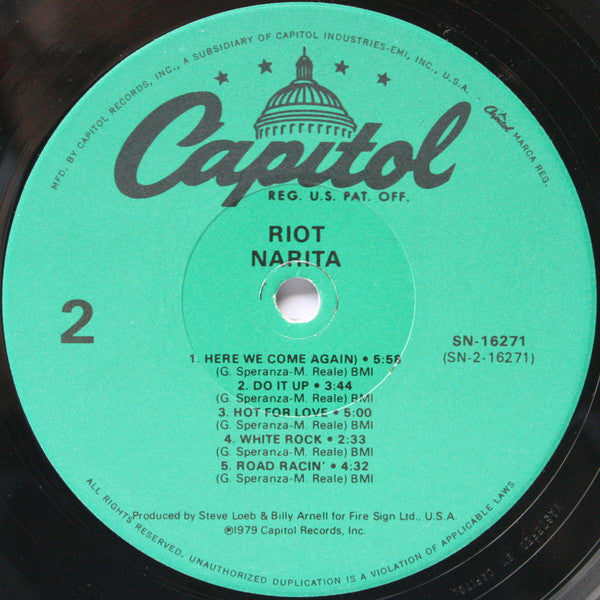 MFD. BY CAPITOL RECORDS, INC., A SUBSIDIARY OF CAPITOL INDUSTRIES-EMI, INC., U.S.A.
Capitol MARCA REG.
Capitol
REG. U.S. PAT. OFF.
RIOT
NARITA
2
SN-16271
(SN-2-16271)
1. HERE WE COME AGAIN) • 5:58
(G. Speranza-M. Reale) BMI
2. DO IT UP • 3:44
(G. Speranza-M. Reale) BMI
3. HOT FOR LOVE • 5:00
(G. Speranza-M. Reale) BMI
4. WHITE ROCK • 2:33
(G. Speranza-M. Reale) BMI
5. ROAD RACIN' • 4:32
(G. Speranza-M. Reale) BMI
Produced by Steve Loeb & Billy Arnell for Fire Sign Ltd., U.S.A.
℗1979 Capitol Records, Inc.
ALL RIGHTS RESERVED. UNAUTHORIZED DUPLICATION IS A VIOLATION OF APPLICABLE LAWS
MASTERED BY CAPITOL